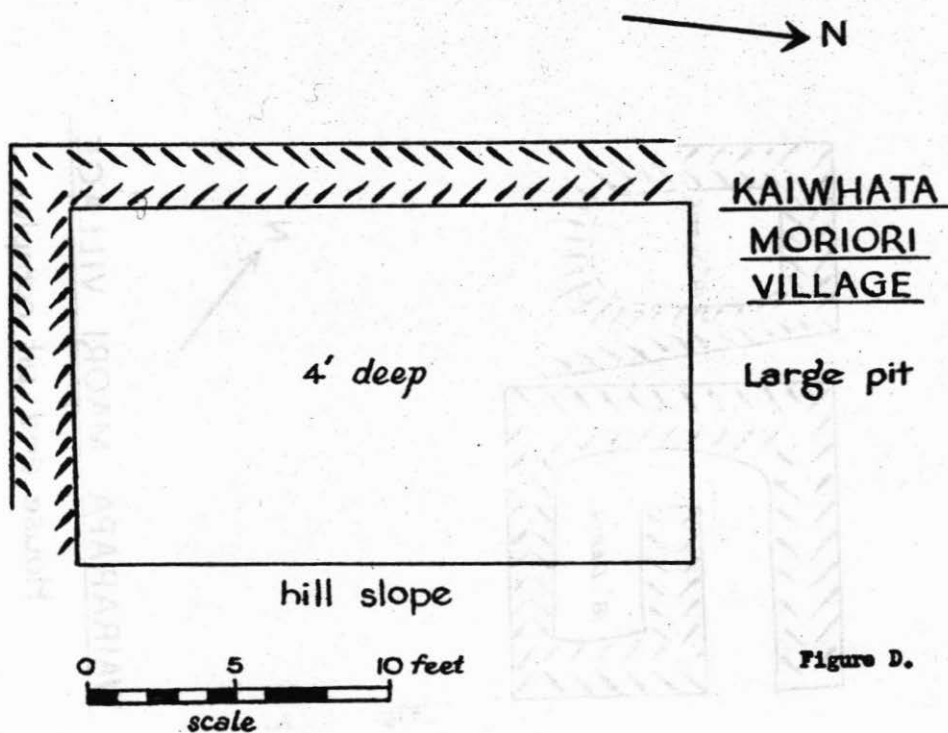 N
KAIWHATA
MORIORI
VILLAGE
Large pit
4' deep
hill slope
0 5 10 feet
scale
Figure D.